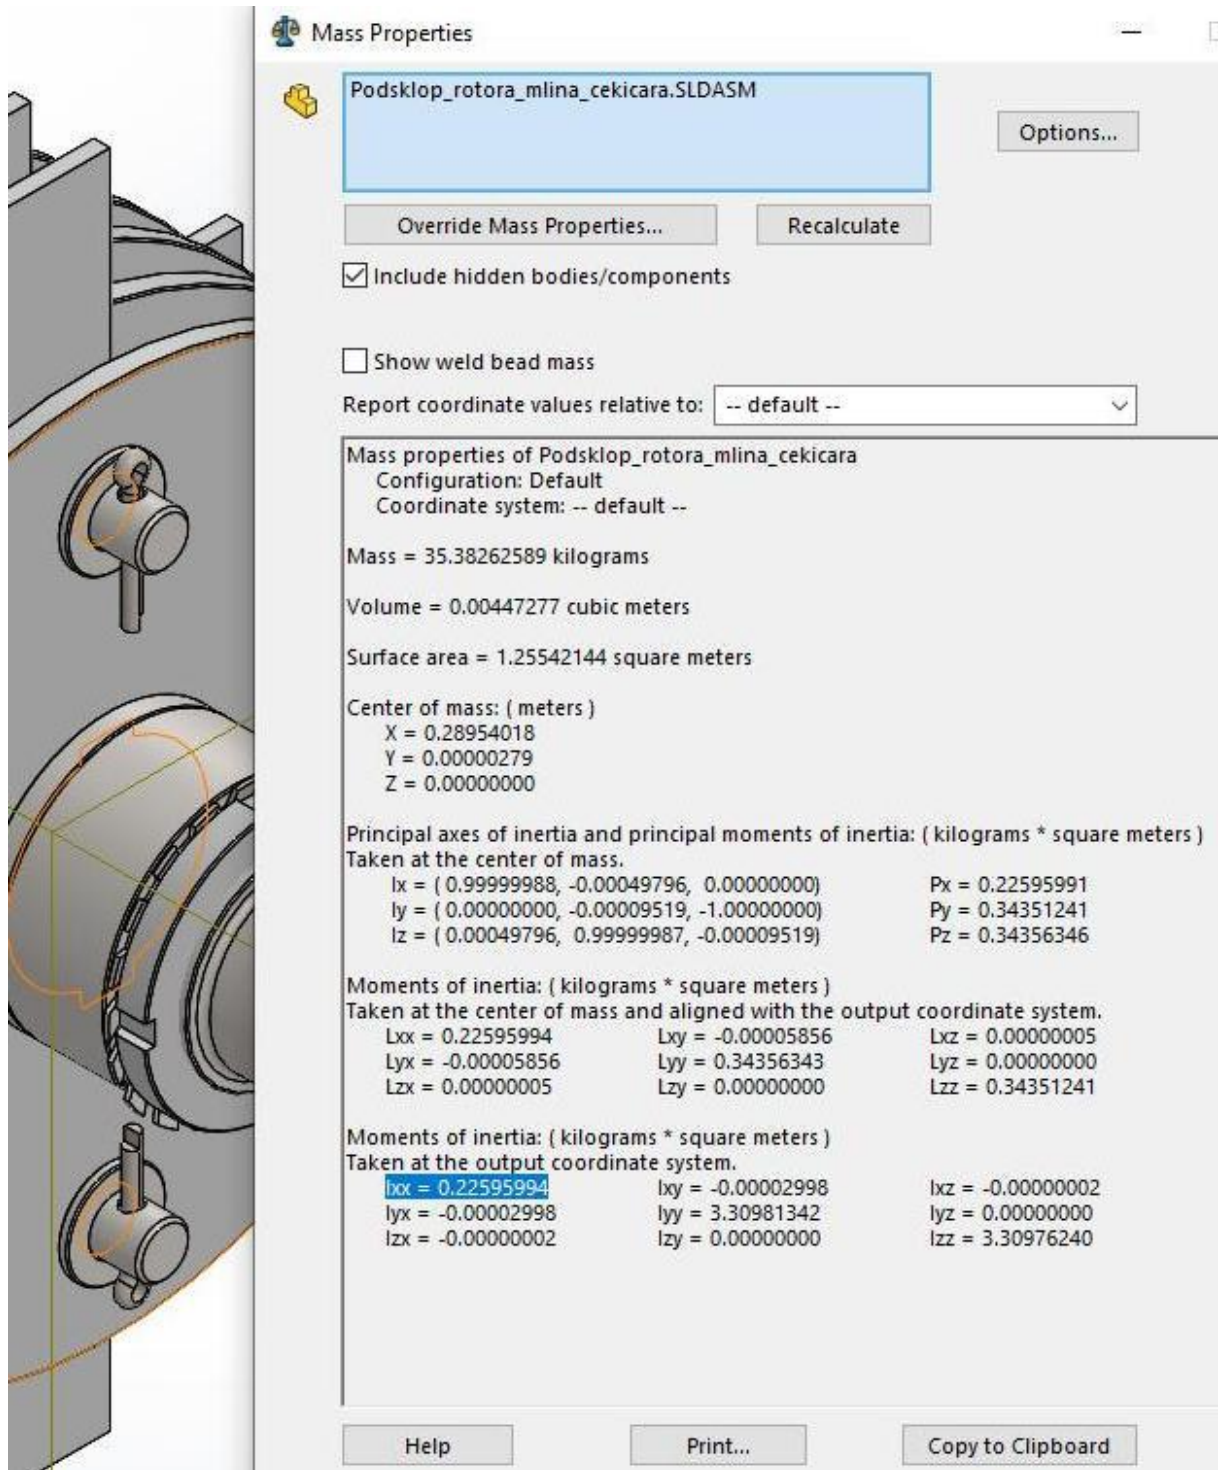 Mass Properties
Podsklop_rotora_mlina_cekicara.SLDASM
Options...
Override Mass Properties... Recalculate
Include hidden bodies/components
Show weld bead mass
Report coordinate values relative to: -- default --
Mass properties of Podsklop_rotora_mlina_cekicara
Configuration: Default
Coordinate system: -- default --
Mass = 35.38262589 kilograms
Volume = 0.00447277 cubic meters
Surface area = 1.25542144 square meters
Center of mass: ( meters )
X = 0.28954018
Y = 0.00000279
Z = 0.00000000
Principal axes of inertia and principal moments of inertia: ( kilograms * square meters )
Taken at the center of mass.
Ix = ( 0.99999988, -0.00049796, 0.00000000) Px = 0.22595991
Iy = ( 0.00000000, -0.00009519, -1.00000000) Py = 0.34351241
Iz = ( 0.00049796, 0.99999987, -0.00009519) Pz = 0.34356346
Moments of inertia: ( kilograms * square meters )
Taken at the center of mass and aligned with the output coordinate system.
Lxx = 0.22595994 Lxy = -0.00005856 Lxz = 0.00000005
Lyx = -0.00005856 Lyy = 0.34356343 Lyz = 0.00000000
Lzx = 0.00000005 Lzy = 0.00000000 Lzz = 0.34351241
Moments of inertia: ( kilograms * square meters )
Taken at the output coordinate system.
Ixx = 0.22595994 Ixy = -0.00002998 Ixz = -0.00000002
Iyx = -0.00002998 Iyy = 3.30981342 Iyz = 0.00000000
Izx = -0.00000002 Izy = 0.00000000 Izz = 3.30976240
Help Print... Copy to Clipboard